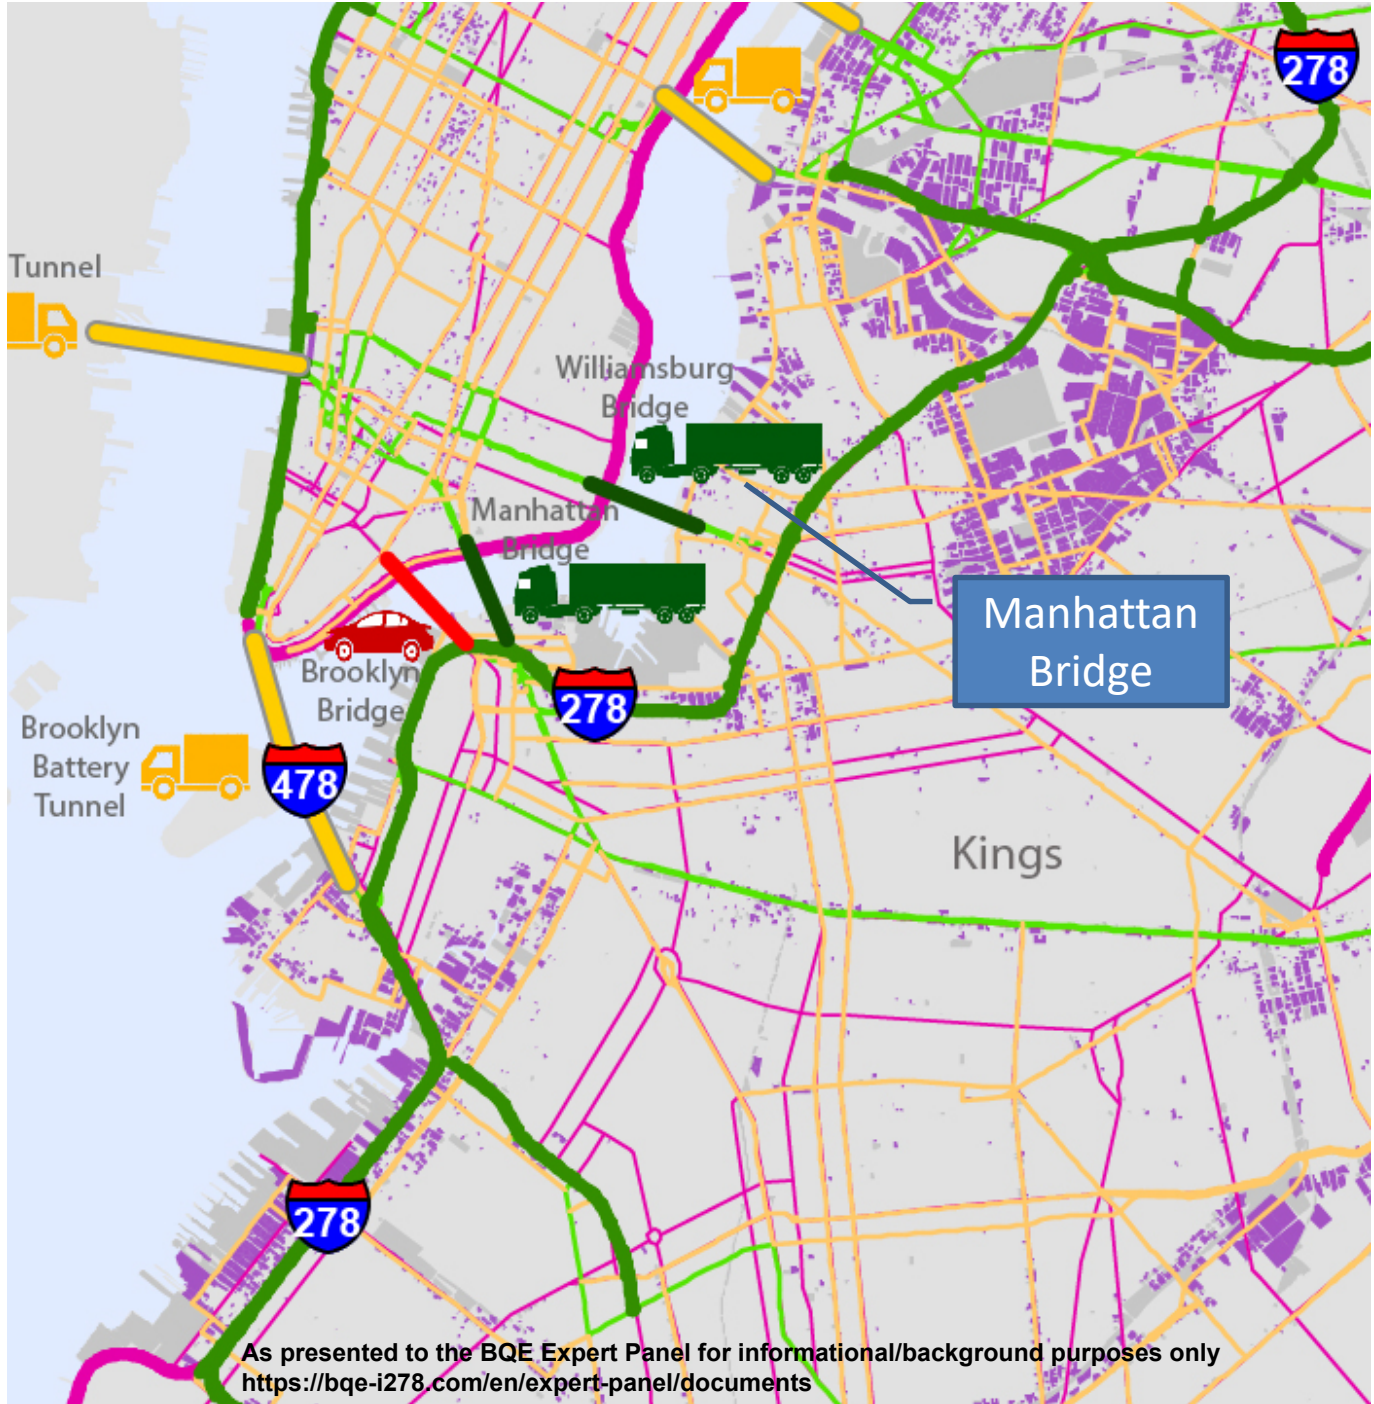 278
Tunnel
Williamsburg
Bridge
Manhattan
Bridge
Manhattan
Bridge
Brooklyn
Bridge
278
Brooklyn
Battery
Tunnel
478
Kings
278
As presented to the BQE Expert Panel for informational/background purposes only
https://bqe-i278.com/en/expert-panel/documents